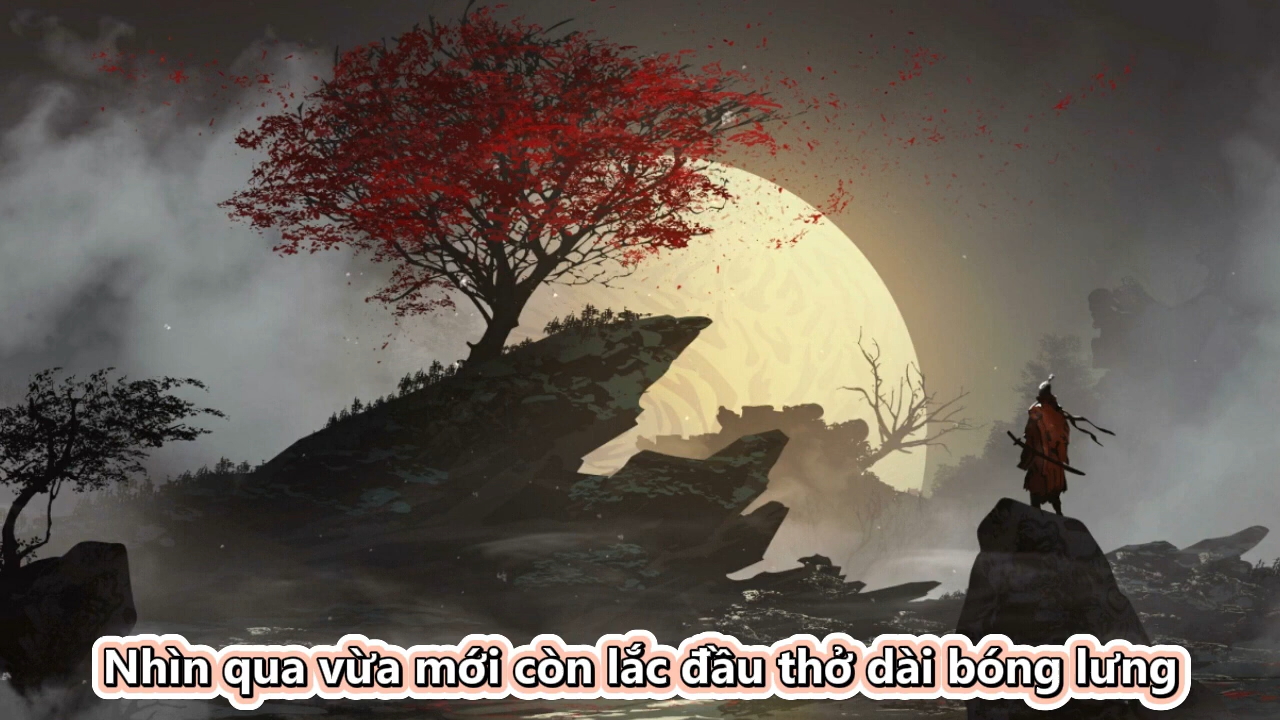 Nhìn qua vừa mới còn lắc đầu thở dài bóng lưng